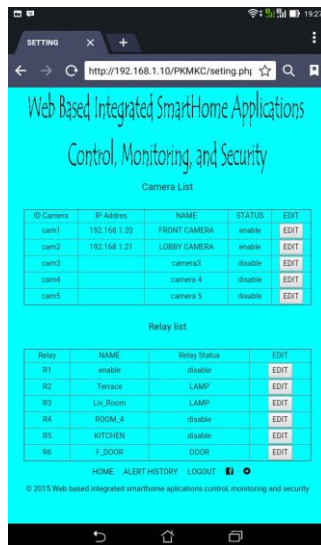 19:27
SETTING
http://192.168.1.10/PKMKC/seting.php
Web Based Integrated SmartHome Applications
Control, Monitoring, and Security
Camera List
ID Camera IP Addres NAME STATUS EDIT
cam1 192.168.1.20 FRONT CAMERA enable EDIT
cam2 192.168.1.21 LOBBY CAMERA enable EDIT
cam3 camera3 disable EDIT
cam4 camera 4 disable EDIT
cam5 camera 5 disable EDIT
Relay list
Relay NAME Relay Status EDIT
R1 enable disable EDIT
R2 Terrace LAMP EDIT
R3 Liv_Room LAMP EDIT
R4 ROOM_4 disable EDIT
R5 KITCHEN disable EDIT
R6 F_DOOR DOOR EDIT
HOME · ALERT HISTORY · LOGOUT ·
© 2015 Web based integrated smarthome aplications control, monitoring and security